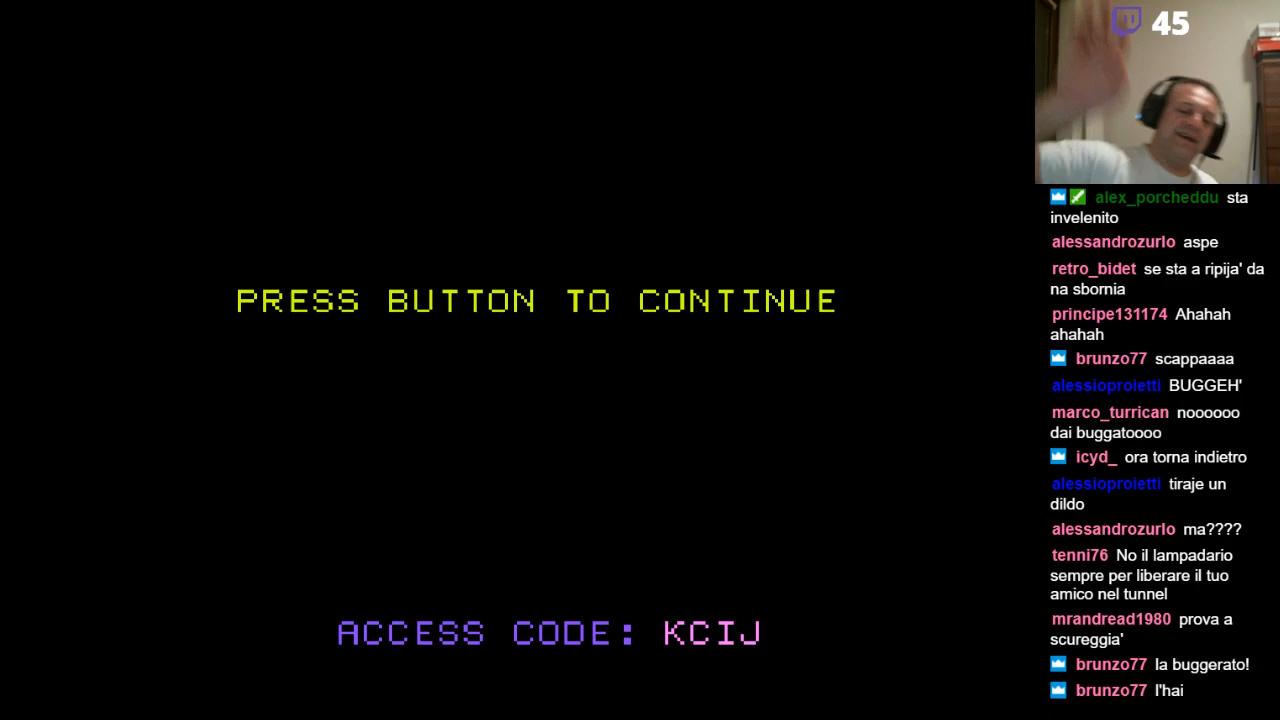 45
alex_porcheddu sta
invelenito
alessandrozurlo aspe
retro_bidet se sta a ripija' da
na sbornia
principe131174 Ahahah
ahahah
brunzo77 scappaaaa
alessioproietti BUGGEH'
marco_turrican noooooo
dai buggatoooo
icyd_ ora torna indietro
alessioproietti tiraje un
dildo
alessandrozurlo ma????
tenni76 No il lampadario
sempre per liberare il tuo
amico nel tunnel
mrandread1980 prova a
scureggia'
brunzo77 la buggerato!
brunzo77 l'hai
PRESS BUTTON TO CONTINUE
ACCESS CODE: KCIJ